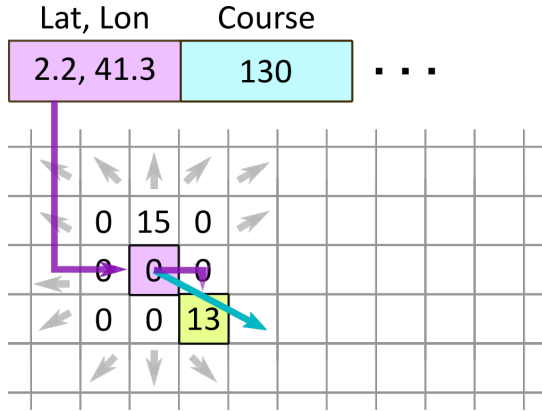 Lat, Lon Course
2.2, 41.3 130 . . .
0 15 0
0 0 0
0 0 13